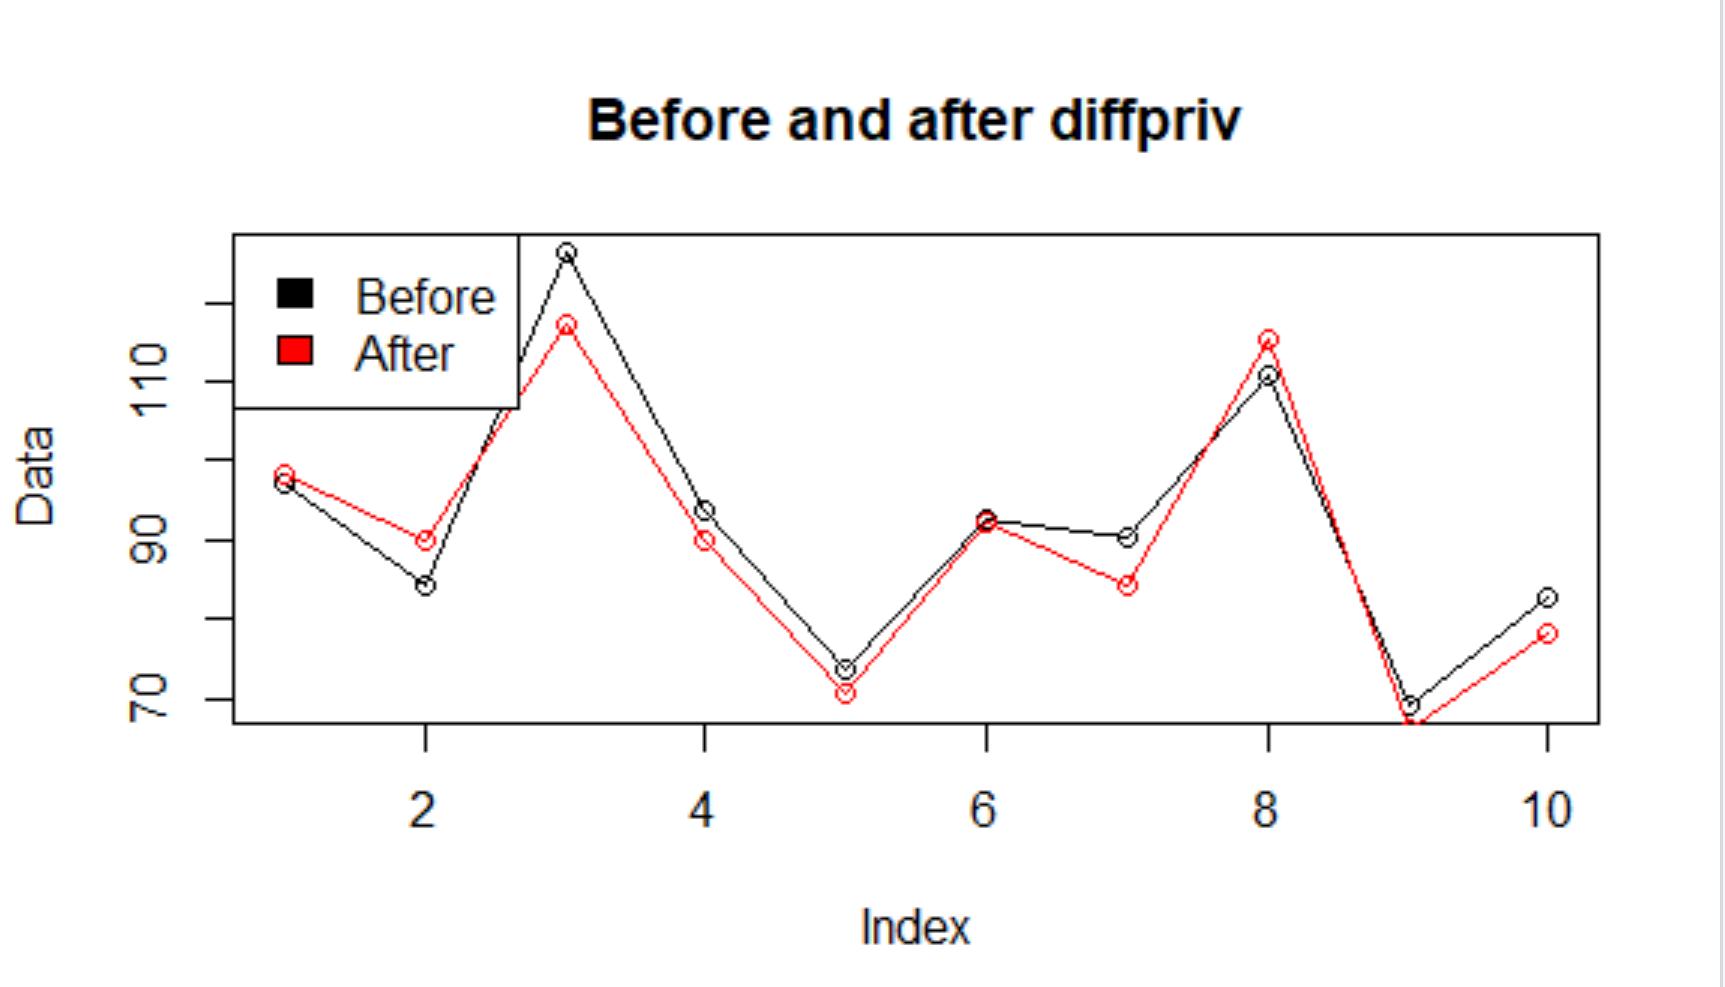 Before and after diffpriv
Before
After
110
90
70
Data
2 4 6 8 10
Index